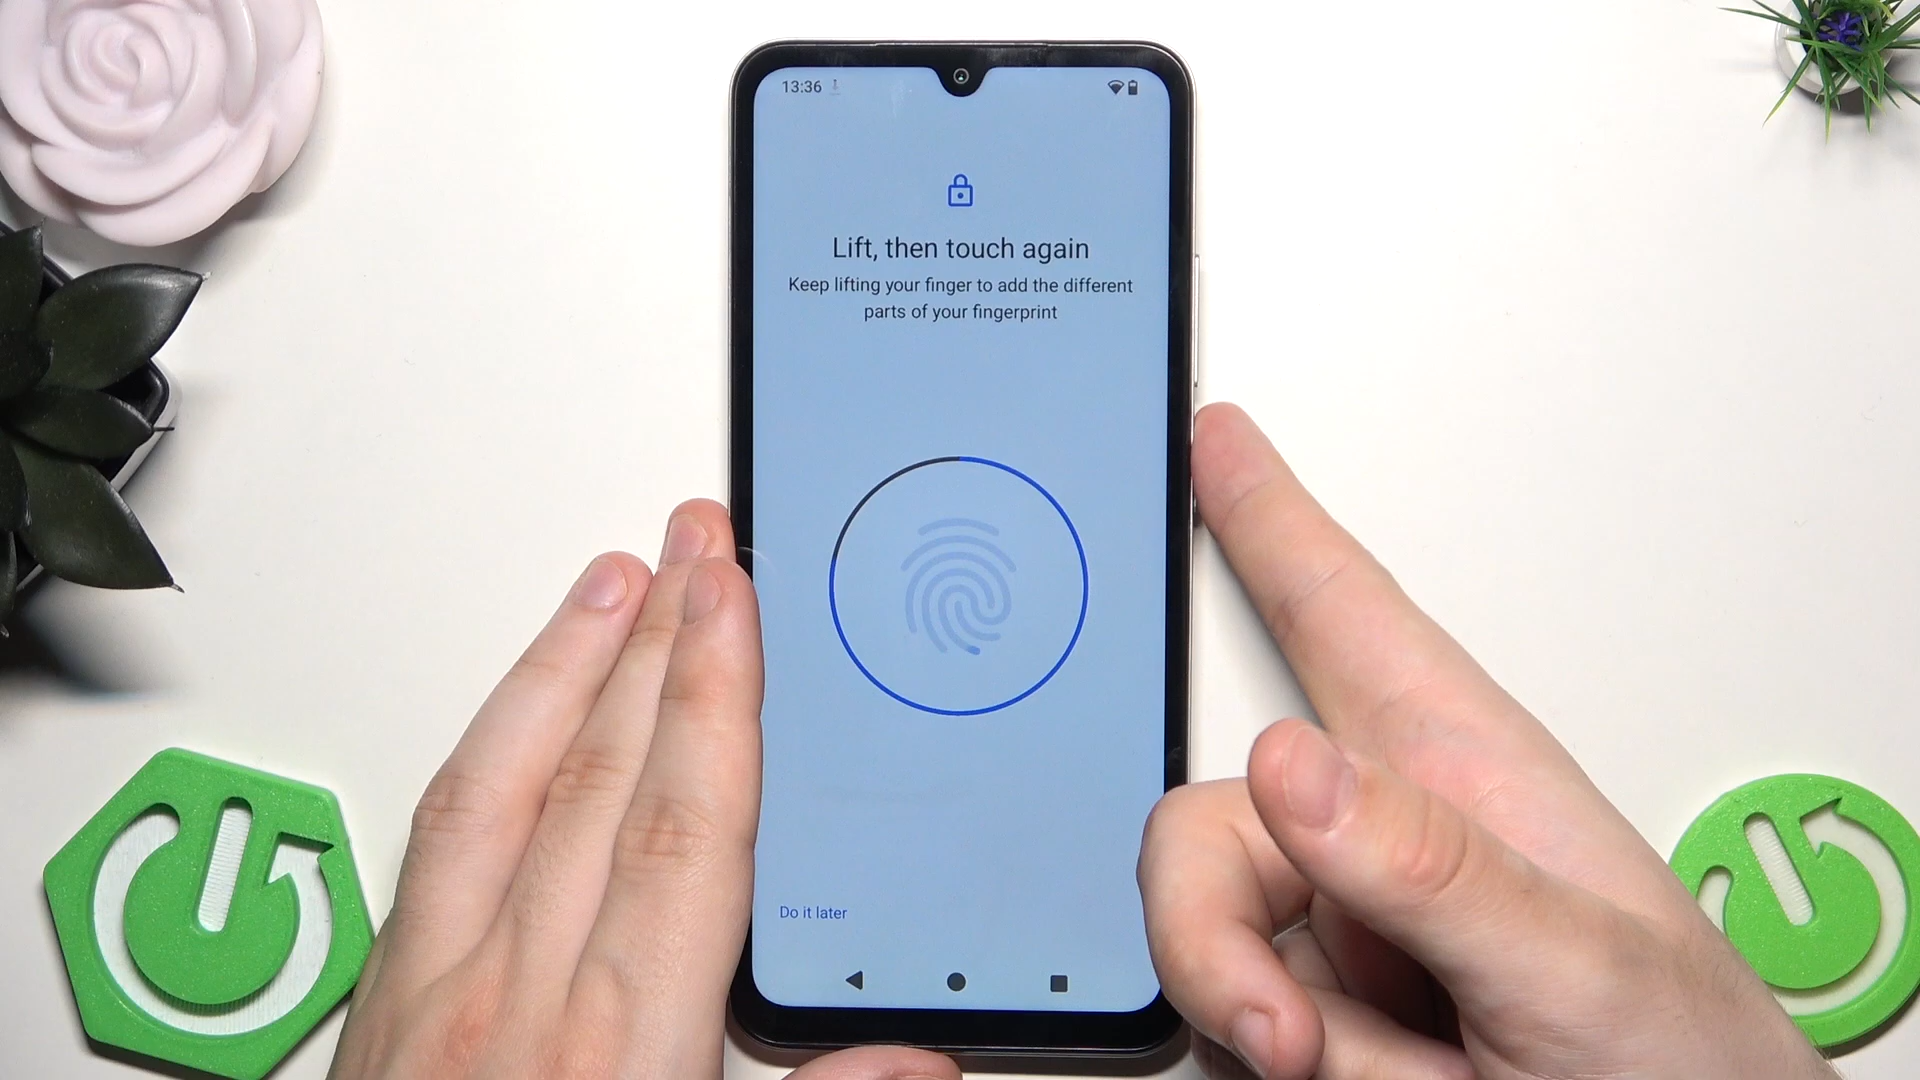 13:36
Lift, then touch again
Keep lifting your finger to add the different
parts of your fingerprint
Do it later